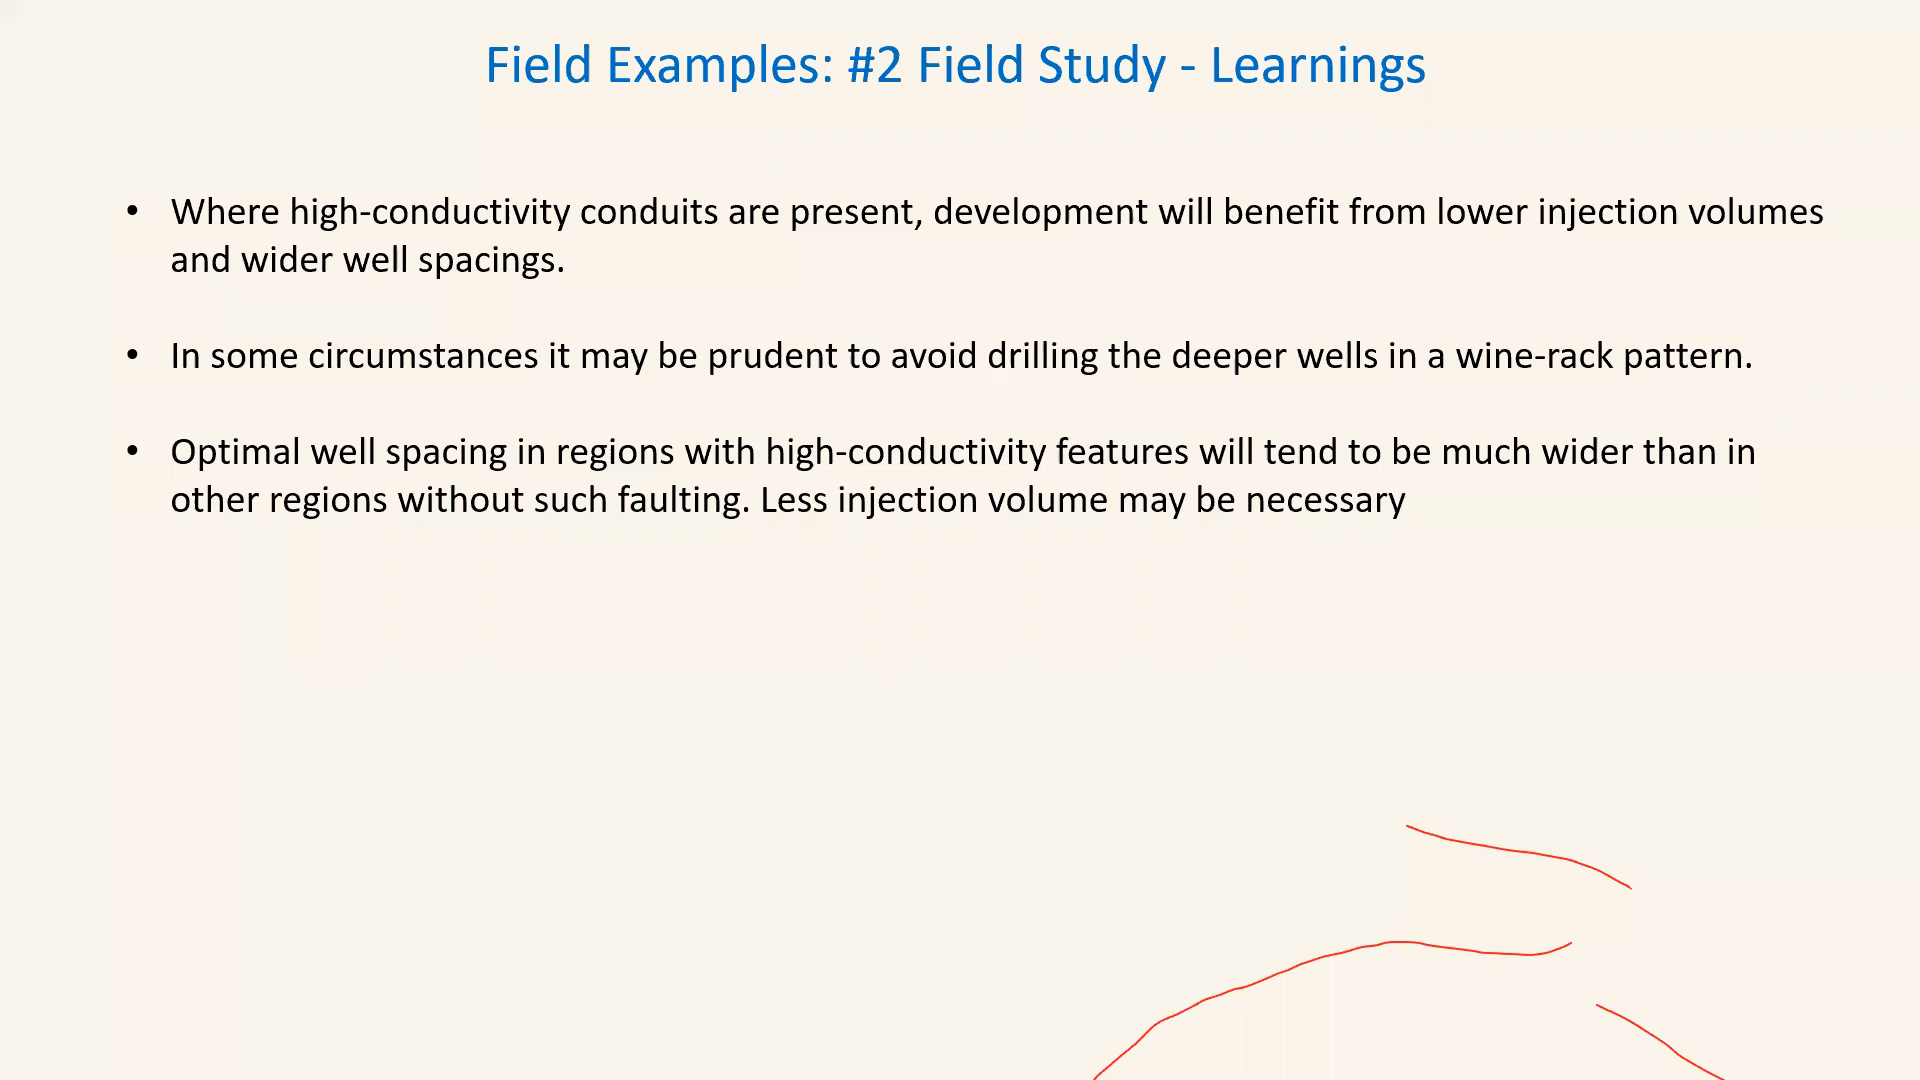 Field Examples: #2 Field Study - Learnings
• Where high-conductivity conduits are present, development will benefit from lower injection volumes
and wider well spacings.
• In some circumstances it may be prudent to avoid drilling the deeper wells in a wine-rack pattern.
• Optimal well spacing in regions with high-conductivity features will tend to be much wider than in
other regions without such faulting. Less injection volume may be necessary